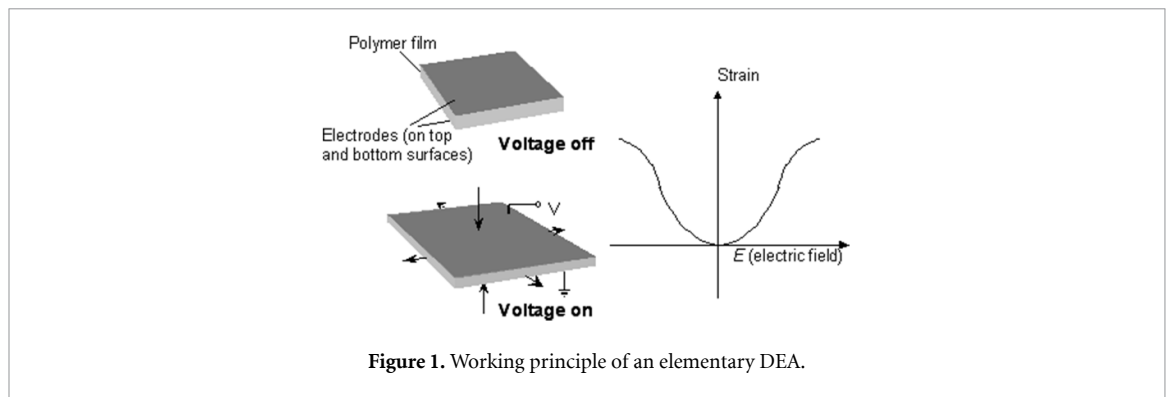 Polymer film
Electrodes (on top
and bottom surfaces)
Voltage off
V
Voltage on
Strain
E (electric field)
Figure 1. Working principle of an elementary DEA.